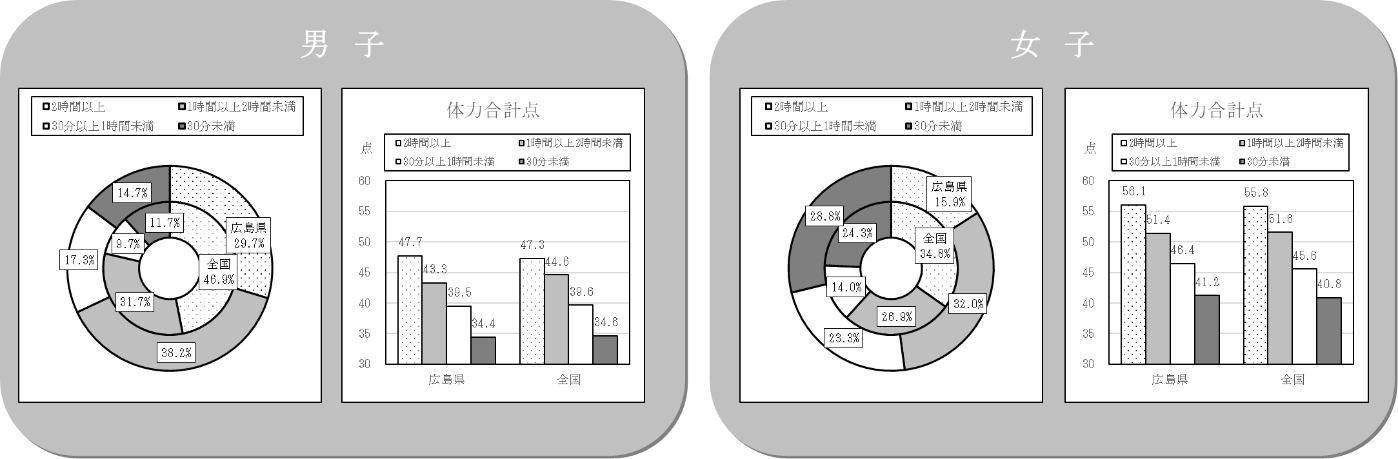 男 子
2時間以上 1時間以上2時間未満
30分以上1時間未満 30分未満
14.7%
11.7%
広島県
29.7%
9.7%
17.3%
全国
46.9%
31.7%
38.2%
体力合計点
2時間以上 1時間以上2時間未満
30分以上1時間未満 30分未満
点
60
55
50
45
40
35
30
47.7
43.3
39.5
34.4
47.3
44.6
39.6
34.6
広島県 全国
女 子
2時間以上 1時間以上2時間未満
30分以上1時間未満 30分未満
広島県
15.9%
28.8%
24.3%
全国
34.8%
14.0%
32.0%
26.9%
23.3%
体力合計点
2時間以上 1時間以上2時間未満
30分以上1時間未満 30分未満
点
60
55
50
45
40
35
30
56.1
51.4
46.4
41.2
55.8
51.6
45.6
40.8
広島県 全国